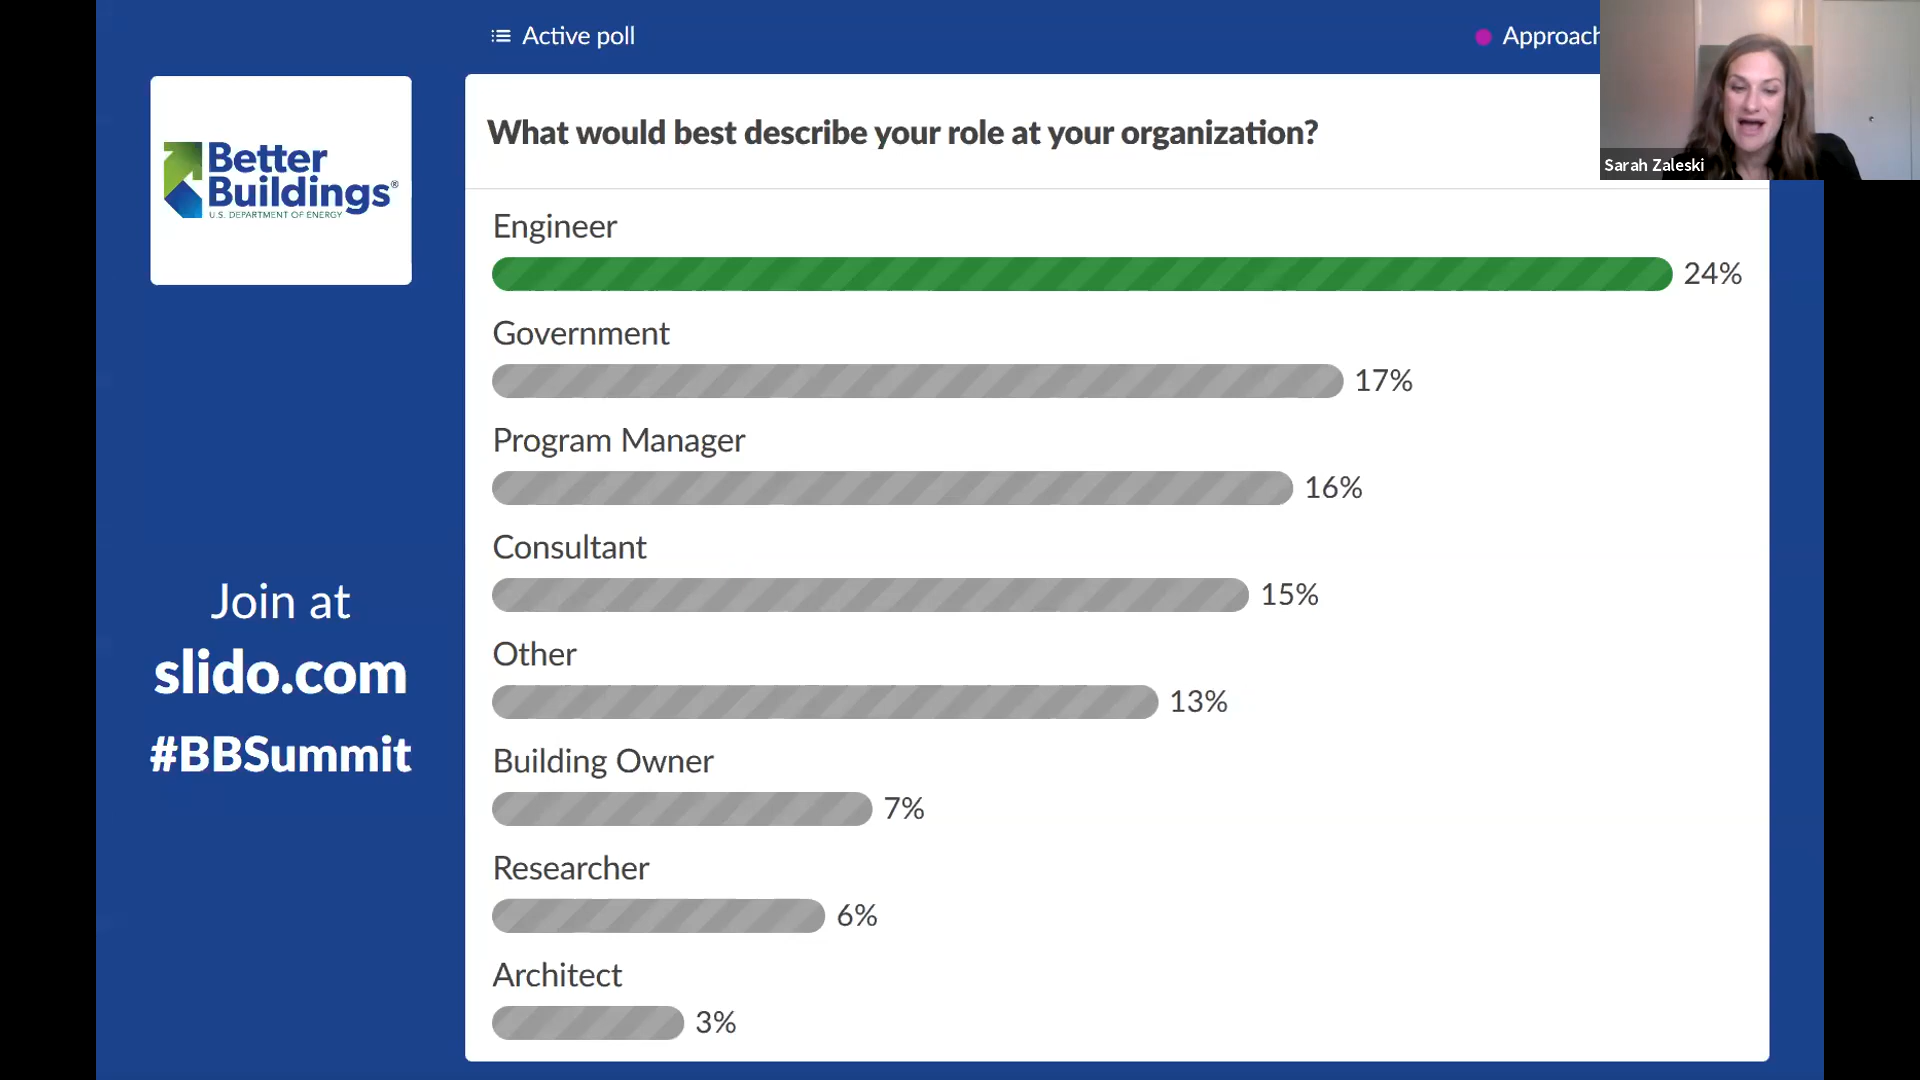 Active poll
Approach
Sarah Zaleski
Better
Buildings®
U.S. DEPARTMENT OF ENERGY
Join at
slido.com
#BBSummit
What would best describe your role at your organization?
Engineer
24%
Government
17%
Program Manager
16%
Consultant
15%
Other
13%
Building Owner
7%
Researcher
6%
Architect
3%